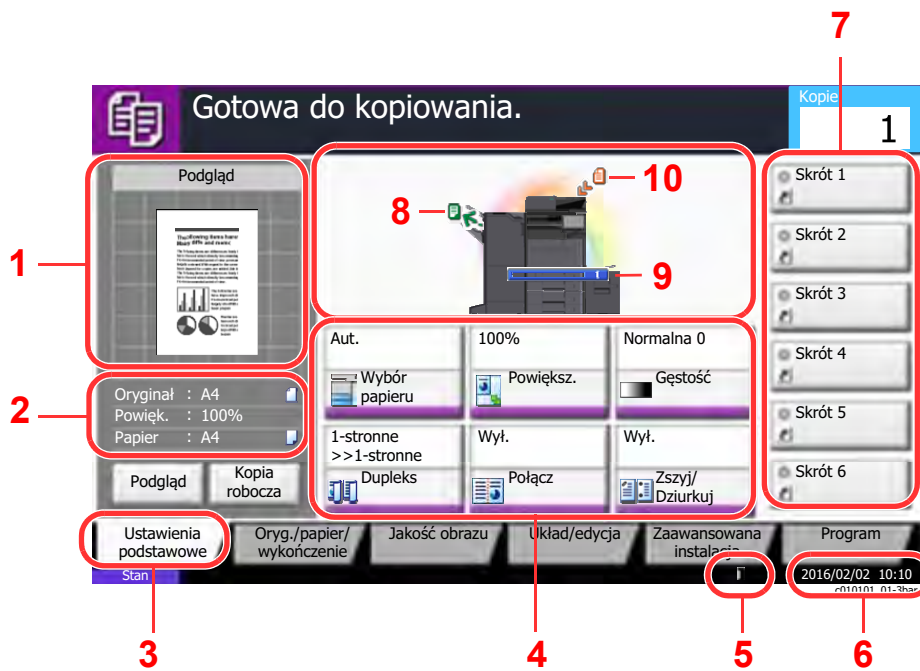 7
Gotowa do kopiowania.
Kopie
1
Podgląd
1
8
10
9
1
Skrót 1
Skrót 2
Skrót 3
Skrót 4
Skrót 5
Skrót 6
2
Oryginał : A4
Powięk. : 100%
Papier : A4
Aut.
Wybór
papieru
100%
Powiększ.
Normalna 0
Gęstość
1-stronne
>>1-stronne
Dupleks
Wył.
Połącz
Wył.
Zszyj/
Dziurkuj
Podgląd
Kopia
robocza
Ustawienia
podstawowe
Oryg./papier/
wykończenie
Jakość obrazu
Układ/edycja
Zaawansowana
instalacja
Program
Stan
2016/02/02 10:10
3
4
5
6